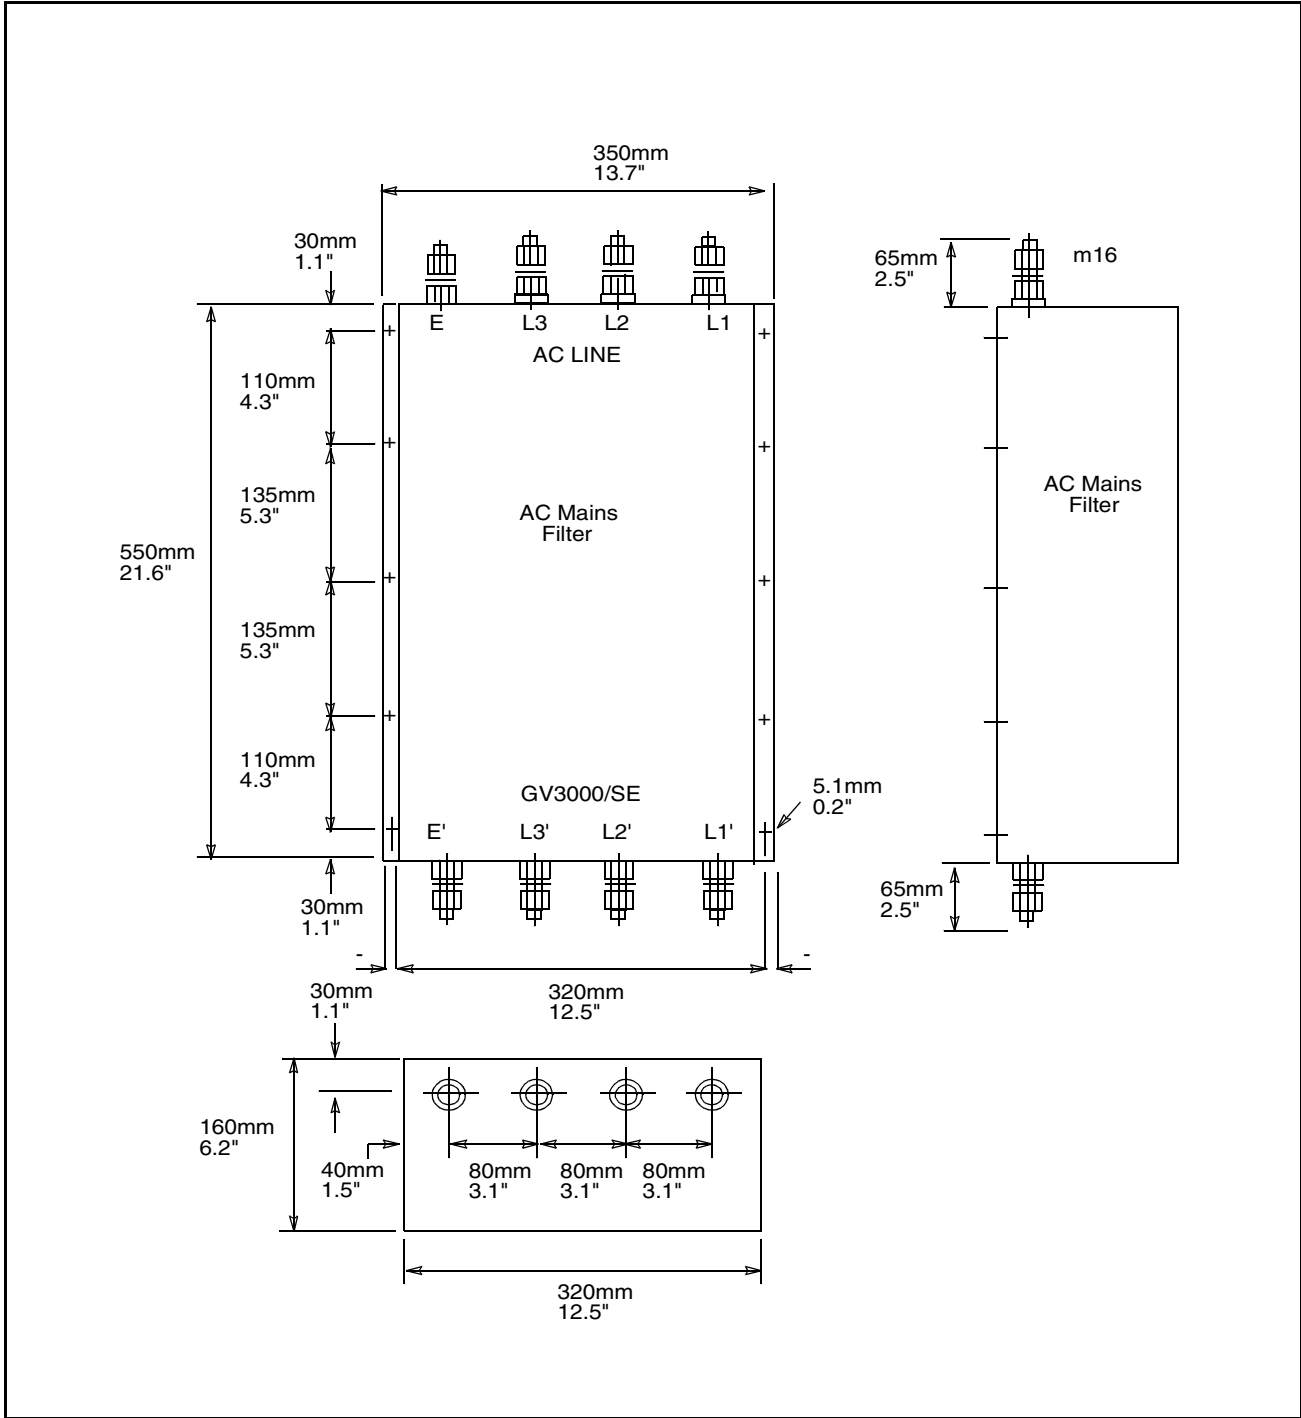 350mm
13.7"
30mm
1.1"
65mm
2.5"
m16
E L3 L2 L1
AC LINE
110mm
4.3"
135mm
5.3"
AC Mains
Filter
AC Mains
Filter
550mm
21.6"
135mm
5.3"
110mm
4.3"
GV3000/SE
5.1mm
0.2"
E' L3' L2' L1'
30mm
1.1"
65mm
2.5"
- -
30mm
1.1"
320mm
12.5"
160mm
6.2"
40mm
1.5"
80mm 80mm 80mm
3.1" 3.1" 3.1"
320mm
12.5"